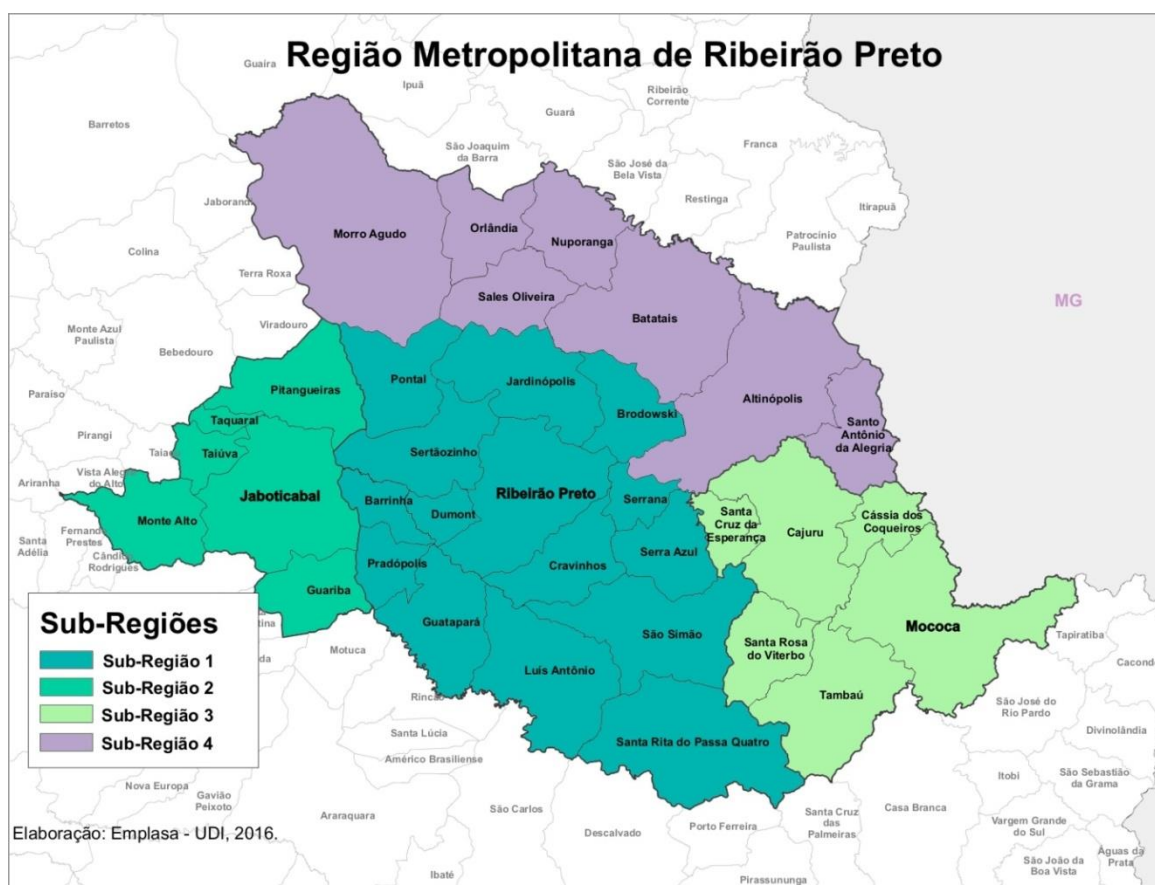 Região Metropolitana de Ribeirão Preto
Guaíra
Ipuã
Ribeirão
Corrente
Guará
Barretos
São Joaquim
da Barra
Franca
São José da
Bela Vista
Restinga
Itirapuã
Jaborandi
Orlândia
Morro Agudo
Nuporanga
Patrocínio
Paulista
Colina
Terra Roxa
Sales Oliveira
MG
Batatais
Viradouro
Monte Azul
Paulista
Bebedouro
Pontal
Jardinópolis
Pitangueiras
Paraíso
Altinópolis
Brodowski
Taquaral
Santo
Antônio
da Alegria
Pirangi
Taiúva
Sertãozinho
Vista Alegre
do Alto
Ariranha
Jaboticabal
Ribeirão Preto
Barrinha
Serrana
Dumont
Santa
Cruz da
Esperança
Cajuru
Cássia dos
Coqueiros
Monte Alto
Fernando
Prestes
Santa
Adélia
Cândido
Rodrigues
Serra Azul
Pradópolis
Cravinhos
Guariba
Guatapará
São Simão
Mococa
Santa Rosa
do Viterbo
Tapiratiba
Motuca
Luís Antônio
Caconde
Tambaú
Rincão
São José do
Rio Pardo
Santa Lúcia
Divinolândia
Santa Rita do Passa Quatro
Américo Brasiliense
Sub-Regiões
Sub-Região 1
Sub-Região 2
Sub-Região 3
Sub-Região 4
Itobi
São Sebastião
da Grama
Nova Europa
Gavião
Peixoto
Araraquara
São Carlos
Santa Cruz
das
Palmeiras
Casa Branca
Vargem Grande
do Sul
Descalvado
Porto Ferreira
Elaboração: Emplasa - UDI, 2016.
Águas da
Prata
São João da
Boa Vista
Ibaté
Pirassununga